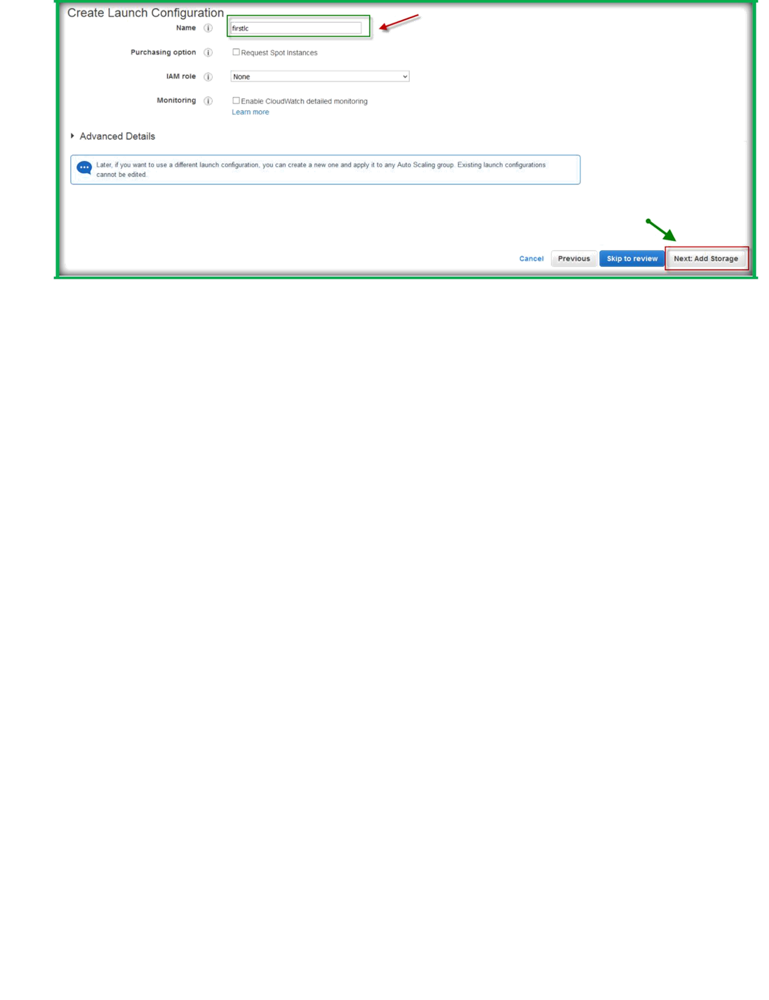 Create Launch Configuration
Name
firstlc
Purchasing option
Request Spot Instances
IAM role
None
Monitoring
Enable CloudWatch detailed monitoring
Learn more
Advanced Details
Later, if you want to use a different launch configuration, you can create a new one and apply it to any Auto Scaling group. Existing launch configurations
cannot be edited.
Cancel Previous Skip to review Next: Add Storage